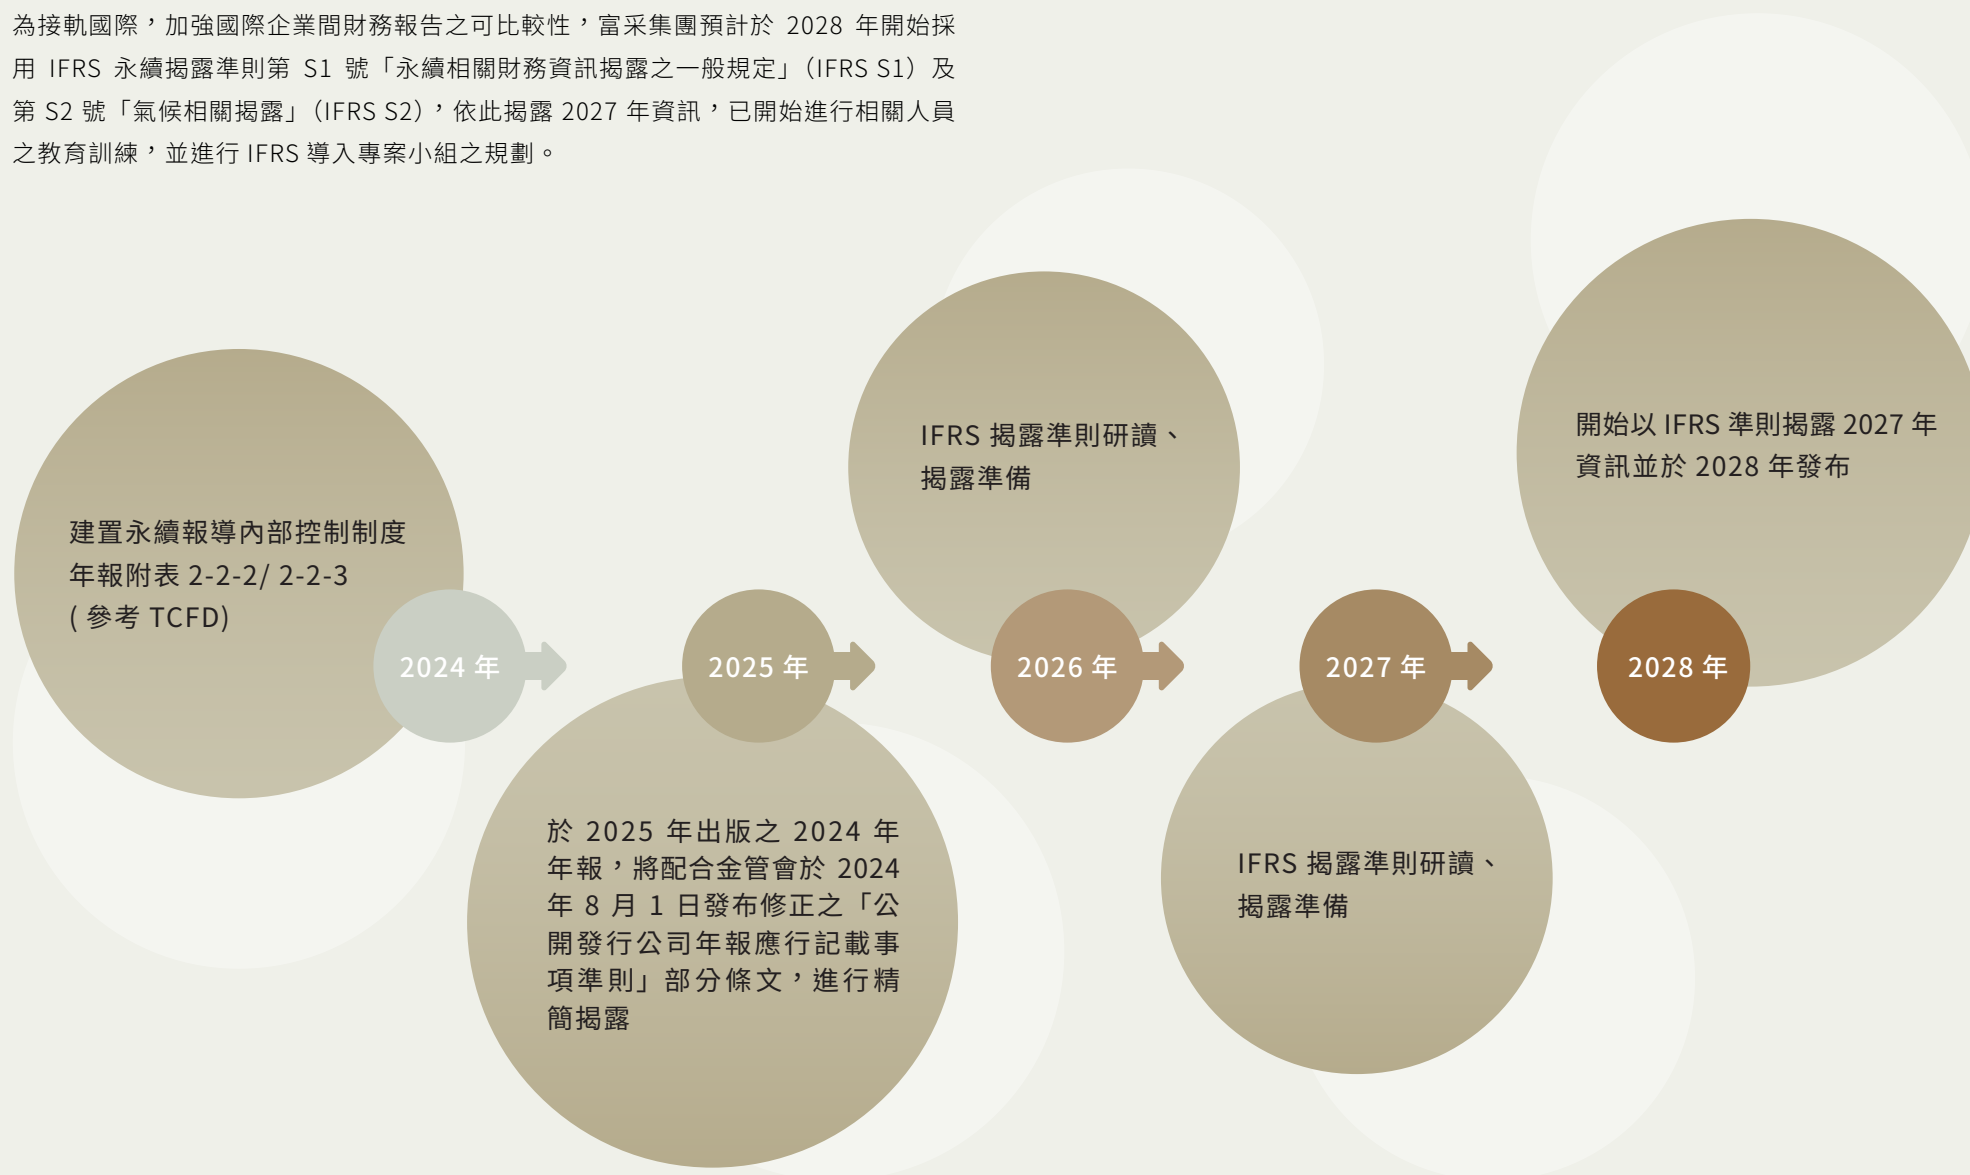 為接軌國際，加強國際企業間財務報告之可比較性，富采集團預計於 2028 年開始採
用 IFRS 永續揭露準則第 S1 號「永續相關財務資訊揭露之一般規定」（IFRS S1）及
第 S2 號「氣候相關揭露」（IFRS S2），依此揭露 2027 年資訊，已開始進行相關人員
之教育訓練，並進行 IFRS 導入專案小組之規劃。
建置永續報導內部控制制度
年報附表 2-2-2/ 2-2-3
( 參考 TCFD)
2024 年
於 2025 年出版之 2024 年
年報，將配合金管會於 2024
年 8 月 1 日發布修正之「公
開發行公司年報應行記載事
項準則」部分條文，進行精
簡揭露
2025 年
IFRS 揭露準則研讀、
揭露準備
2026 年
IFRS 揭露準則研讀、
揭露準備
2027 年
開始以 IFRS 準則揭露 2027 年
資訊並於 2028 年發布
2028 年